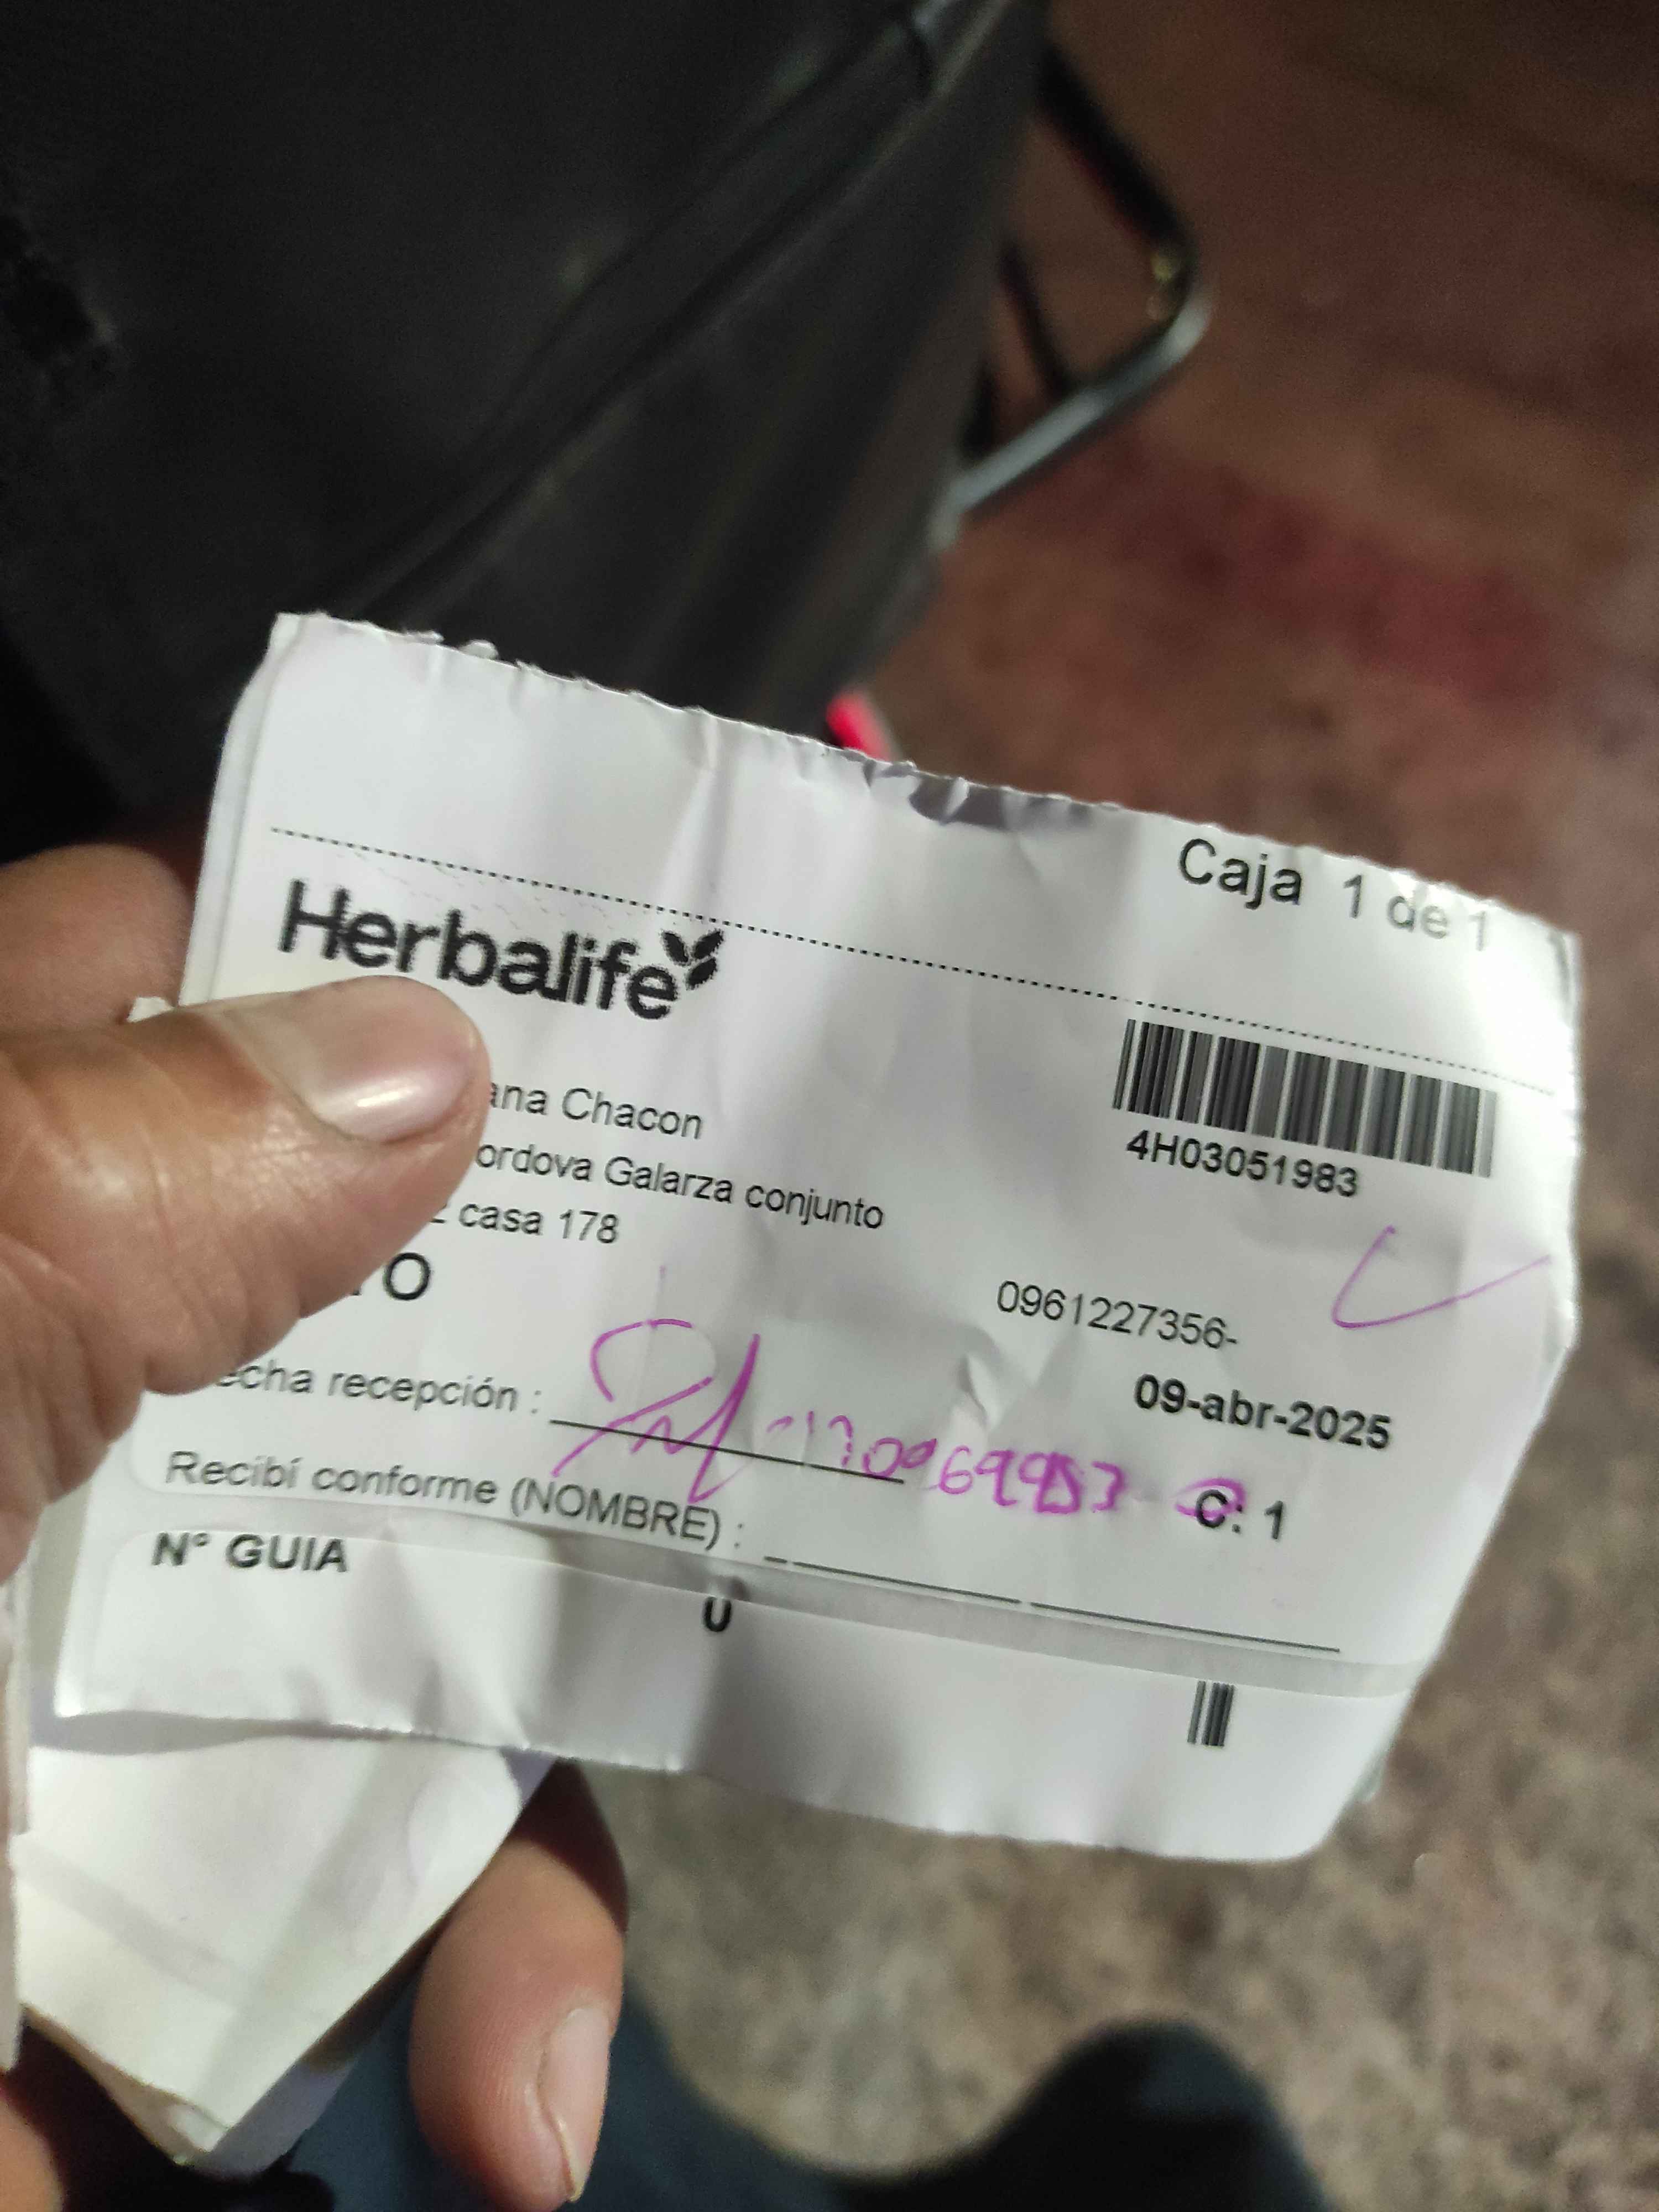 Caja 1 de 1
Herbalife
4H03051983
ana Chacon
ordova Galarza conjunto
casa 178
O
0961227356-
09-abr-2025
echa recepción :
C: 1
Recibí conforme (NOMBRE) :
N° GUIA
U